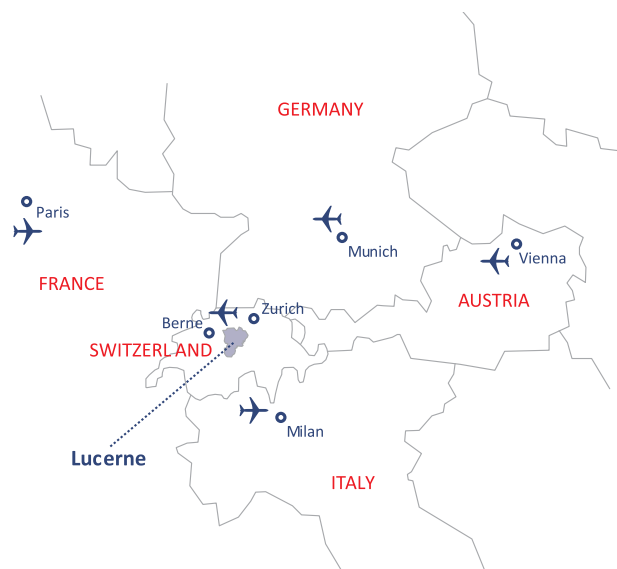 GERMANY
Paris
Munich
Vienna
FRANCE
AUSTRIA
Zurich
Berne
SWITZERLAND
Milan
Lucerne
ITALY